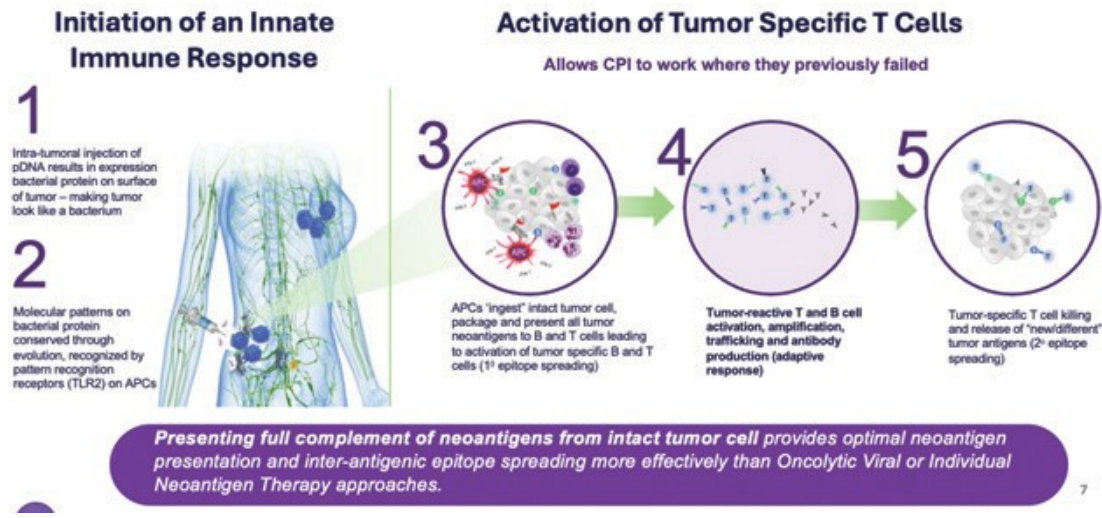 Initiation of an Innate
Immune Response
1
Intra-tumoral injection of
pDNA results in expression
bacterial protein on surface
of tumor – making tumor
look like a bacterium
2
Molecular patterns on
bacterial protein
conserved through
evolution, recognized by
pattern recognition
receptors (TLR2) on APCs
Activation of Tumor Specific T Cells
Allows CPI to work where they previously failed
3
APC
APC
APCs 'ingest" intact tumor cell,
package and present all tumor
neoantigens to B and T cells leading
to activation of tumor specific B and T
cells (1º epitope spreading)
4
Tumor-reactive T and B cell
activation, amplification,
trafficking and antibody
production (adaptive
response)
5
Tumor-specific T cell killing
and release of "new/different"
tumor antigens (2º epitope
spreading)
Presenting full complement of neoantigens from intact tumor cell provides optimal neoantigen
presentation and inter-antigenic epitope spreading more effectively than Oncolytic Viral or Individual
Neoantigen Therapy approaches.
7